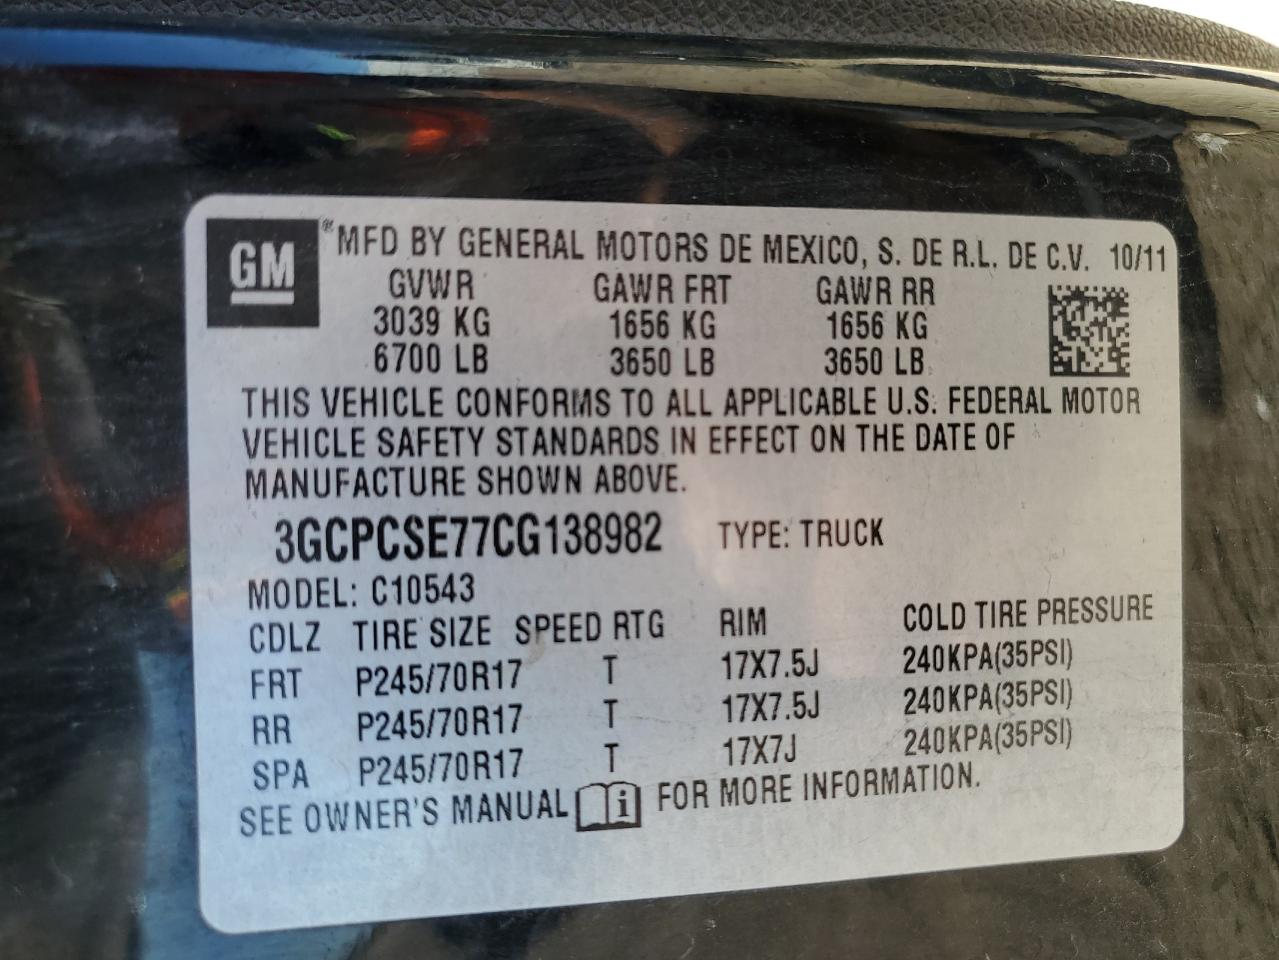 GM ® MFD BY GENERAL MOTORS DE MEXICO, S. DE R.L. DE C.V. 10/11
GVWR GAWR FRT GAWR RR
3039 KG 1656 KG 1656 KG
6700 LB 3650 LB 3650 LB
THIS VEHICLE CONFORMS TO ALL APPLICABLE U.S. FEDERAL MOTOR
VEHICLE SAFETY STANDARDS IN EFFECT ON THE DATE OF
MANUFACTURE SHOWN ABOVE.
3GCPCSE77CG138982 TYPE: TRUCK
MODEL: C10543
CDLZ TIRE SIZE SPEED RTG RIM COLD TIRE PRESSURE
FRT P245/70R17 T 17X7.5J 240KPA(35PSI)
RR P245/70R17 T 17X7.5J 240KPA(35PSI)
SPA P245/70R17 T 17X7J 240KPA(35PSI)
SEE OWNER'S MANUAL i FOR MORE INFORMATION.